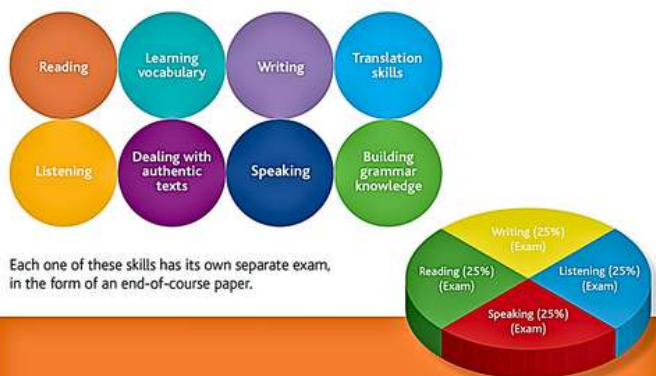 Reading
Learning
vocabulary
Writing
Translation
skills
Listening
Dealing with
authentic
texts
Speaking
Building
grammar
knowledge
Each one of these skills has its own separate exam,
in the form of an end-of-course paper.
Writing (25%)
(Exam)
Reading (25%)
(Exam)
Listening (25%)
(Exam)
Speaking (25%)
(Exam)